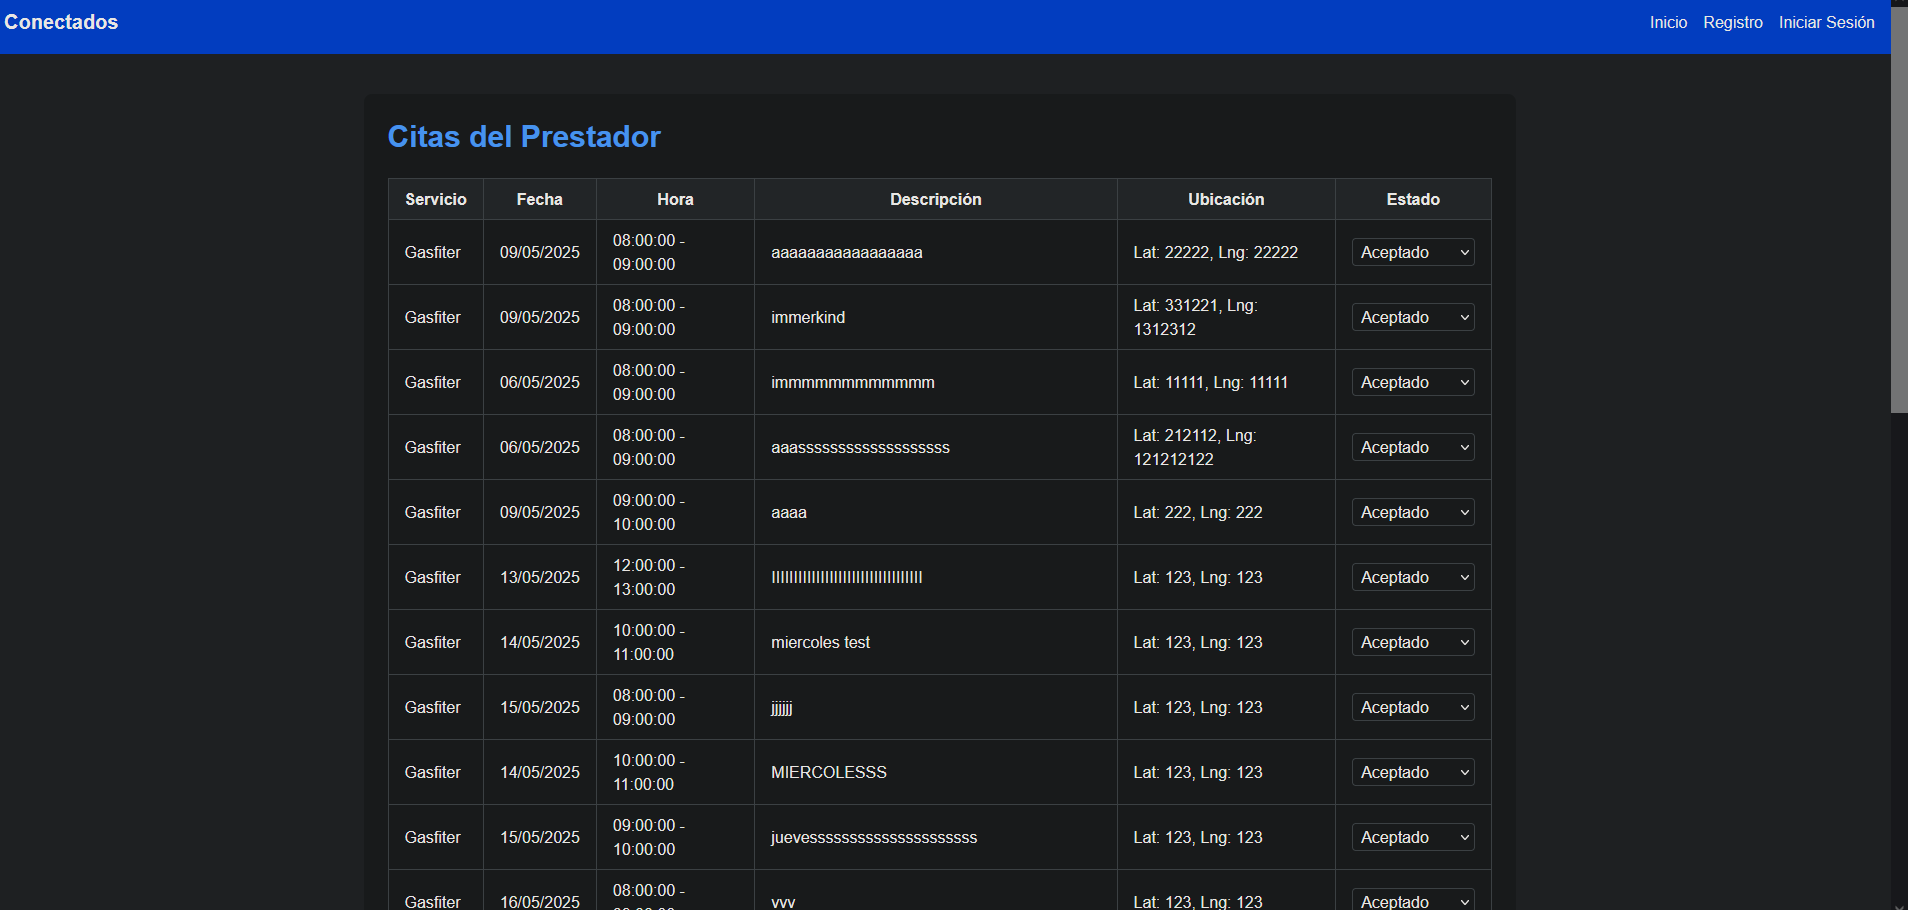 Conectados
Inicio Registro Iniciar Sesión
Citas del Prestador
Servicio Fecha Hora Descripción Ubicación Estado
Gasfiter 09/05/2025 08:00:00 - 09:00:00 aaaaaaaaaaaaaaaaa Lat: 22222, Lng: 22222 Aceptado
Gasfiter 09/05/2025 08:00:00 - 09:00:00 immerkind Lat: 331221, Lng: 1312312 Aceptado
Gasfiter 06/05/2025 08:00:00 - 09:00:00 immmmmmmmmmmm Lat: 11111, Lng: 11111 Aceptado
Gasfiter 06/05/2025 08:00:00 - 09:00:00 aaasssssssssssssssssss Lat: 212112, Lng: 121212122 Aceptado
Gasfiter 09/05/2025 09:00:00 - 10:00:00 aaaa Lat: 222, Lng: 222 Aceptado
Gasfiter 13/05/2025 12:00:00 - 13:00:00 llllllllllllllllllllllllllllllllll Lat: 123, Lng: 123 Aceptado
Gasfiter 14/05/2025 10:00:00 - 11:00:00 miercoles test Lat: 123, Lng: 123 Aceptado
Gasfiter 15/05/2025 08:00:00 - 09:00:00 jjjjjj Lat: 123, Lng: 123 Aceptado
Gasfiter 14/05/2025 10:00:00 - 11:00:00 MIERCOLESSS Lat: 123, Lng: 123 Aceptado
Gasfiter 15/05/2025 09:00:00 - 10:00:00 juevesssssssssssssssssssss Lat: 123, Lng: 123 Aceptado
Gasfiter 16/05/2025 08:00:00 - vvv Lat: 123, Lng: 123 Aceptado